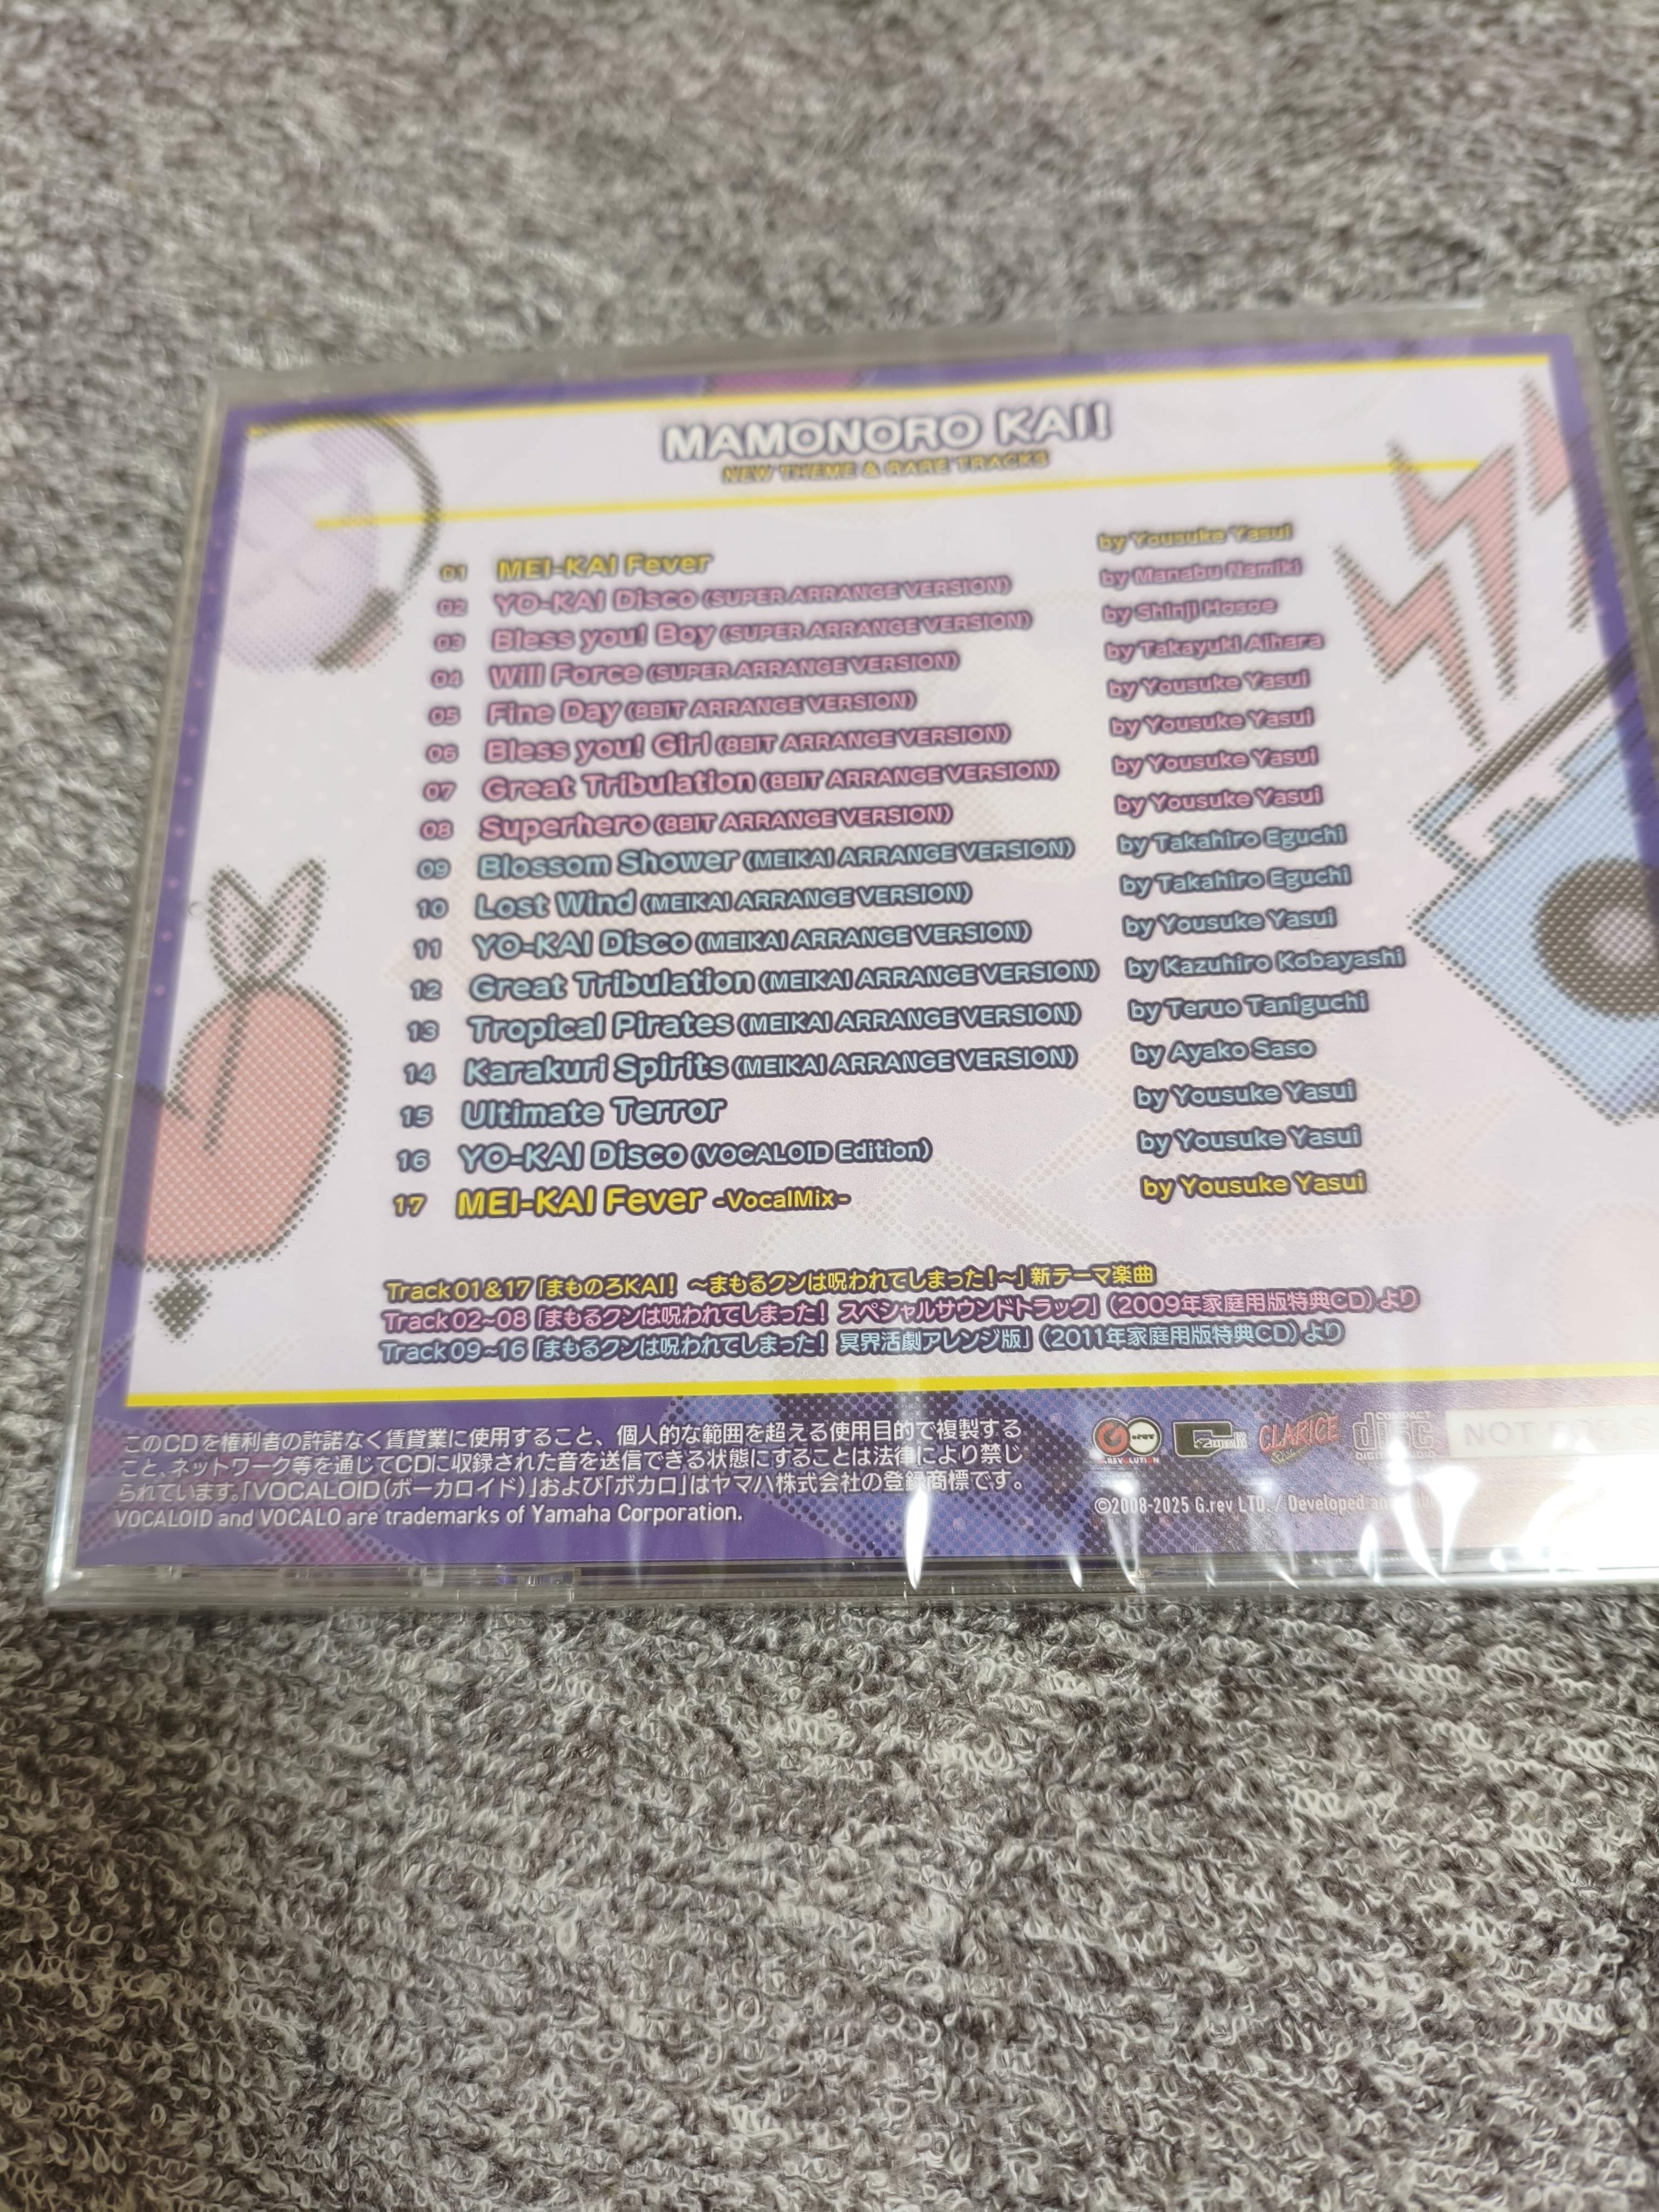 MAMONORO KAI!
NEW THEME & RARE TRACKS
01 MEI-KAI Fever by Yousuke Yasui
02 YO-KAI Disco (SUPER ARRANGE VERSION) by Manabu Namiki
03 Bless you! Boy (SUPER ARRANGE VERSION) by Shinji Hosoe
04 Will Force (SUPER ARRANGE VERSION) by Takayuki Aihara
05 Fine Day (8BIT ARRANGE VERSION) by Yousuke Yasui
06 Bless you! Girl (8BIT ARRANGE VERSION) by Yousuke Yasui
07 Great Tribulation (8BIT ARRANGE VERSION) by Yousuke Yasui
08 Superhero (8BIT ARRANGE VERSION) by Yousuke Yasui
09 Blossom Shower (MEIKAI ARRANGE VERSION) by Takahiro Eguchi
10 Lost Wind (MEIKAI ARRANGE VERSION) by Takahiro Eguchi
11 YO-KAI Disco (MEIKAI ARRANGE VERSION) by Yousuke Yasui
12 Great Tribulation (MEIKAI ARRANGE VERSION) by Kazuhiro Kobayashi
13 Tropical Pirates (MEIKAI ARRANGE VERSION) by Teruo Taniguchi
14 Karakuri Spirits (MEIKAI ARRANGE VERSION) by Ayako Saso
15 Ultimate Terror by Yousuke Yasui
16 YO-KAI Disco (VOCALOID Edition) by Yousuke Yasui
17 MEI-KAI Fever -VocalMix- by Yousuke Yasui
Track01&17「まものろKAI! ~まもるクンは呪われてしまった!~」新テーマ楽曲
Track02~08「まもるクンは呪われてしまった! スペシャルサウンドトラック」(2009年家庭用版特典CD)より
Track09~16「まもるクンは呪われてしまった! 冥界活劇アレンジ版」(2011年家庭用版特典CD)より
このCDを権利者の許諾なく賃貸業に使用すること、個人的な範囲を超える使用目的で複製する
こと、ネットワーク等を通じてCDに収録された音を送信できる状態にすることは法律により禁じ
られています。「VOCALOID(ボーカロイド)」および「ボカロ」はヤマハ株式会社の登録商標です。
VOCALOID and VOCALO are trademarks of Yamaha Corporation.
G.REVOLUTION
CLARICE
COMPACT disc DIGITAL AUDIO
NOT
©2008-2025 G.rev LTD. / Developed